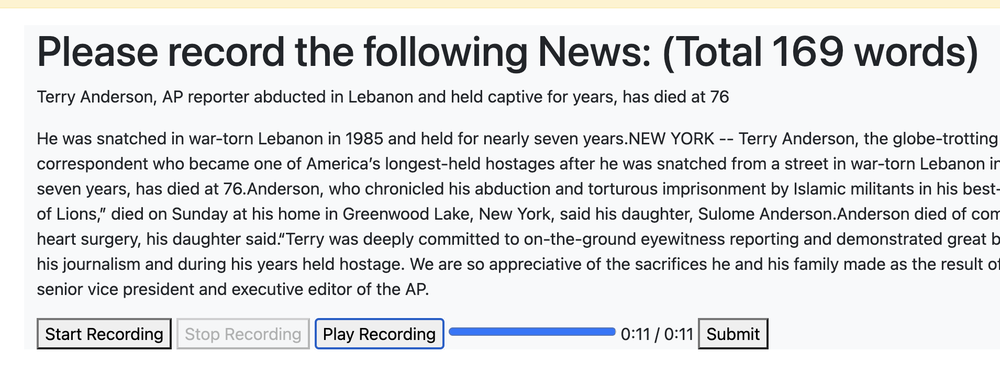 Please record the following News: (Total 169 words)
Terry Anderson, AP reporter abducted in Lebanon and held captive for years, has died at 76
He was snatched in war-torn Lebanon in 1985 and held for nearly seven years.NEW YORK -- Terry Anderson, the globe-trotting
correspondent who became one of America’s longest-held hostages after he was snatched from a street in war-torn Lebanon in
seven years, has died at 76.Anderson, who chronicled his abduction and torturous imprisonment by Islamic militants in his best-
of Lions,” died on Sunday at his home in Greenwood Lake, New York, said his daughter, Sulome Anderson.Anderson died of
heart surgery, his daughter said.“Terry was deeply committed to on-the-ground eyewitness reporting and demonstrated great
his journalism and during his years held hostage. We are so appreciative of the sacrifices he and his family made as the result of
senior vice president and executive editor of the AP.
Start Recording Stop Recording Play Recording 0:11 / 0:11 Submit